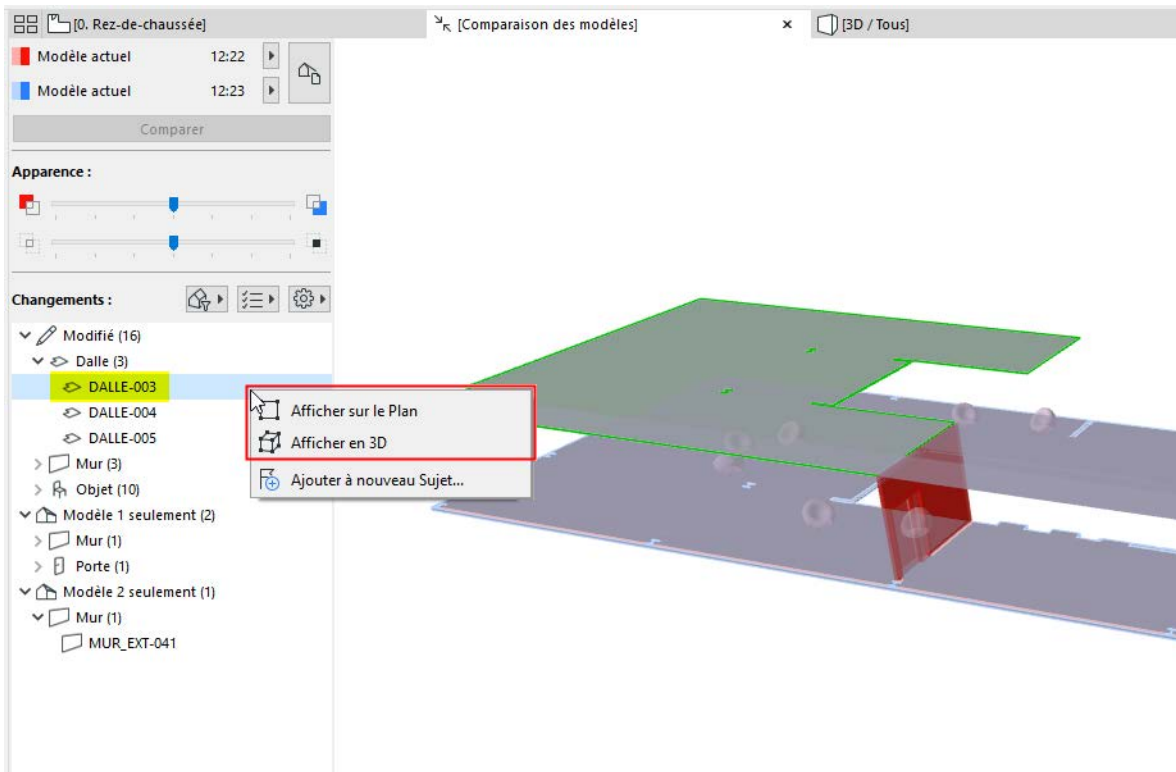 [0. Rez-de-chaussée]
[Comparaison des modèles]
[3D / Tous]
Modèle actuel 12:22
Modèle actuel 12:23
Comparer
Apparence :
Changements :
Modifié (16)
Dalle (3)
DALLE-003
DALLE-004
DALLE-005
Mur (3)
Objet (10)
Modèle 1 seulement (2)
Mur (1)
Porte (1)
Modèle 2 seulement (1)
Mur (1)
MUR_EXT-041
Afficher sur le Plan
Afficher en 3D
Ajouter à nouveau Sujet...